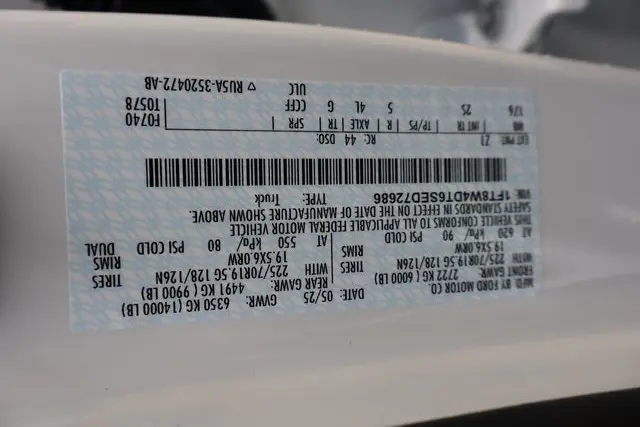 MFD. BY FORD MOTOR CO.
DATE: 05/25 GVWR: 6350 KG (14000 LB)
FRONT GAWR: 2722 KG (6000 LB)
REAR GAWR: 4491 KG (9900 LB)
225/70R19.5G 128/126N TIRES
WITH 225/70R19.5G 128/126N TIRES
19.5X6.0RW RIMS
WITH 19.5X6.0RW RIMS
AT 620 kPa/ 90 PSI COLD
AT 550 kPa/ 80 PSI COLD DUAL
THIS VEHICLE CONFORMS TO ALL APPLICABLE FEDERAL MOTOR VEHICLE
SAFETY STANDARDS IN EFFECT ON THE DATE OF MANUFACTURE SHOWN ABOVE.
VIN: 1FT8W4DT6SED72686
TYPE: Truck
EXT PNT: Z1 RC: 44 DSO: F0740
WB INT TR TP/PS R AXLE TR SPR T0578
176 2S 5 4L G CCFF
ULC
RUSA-3520472-AB